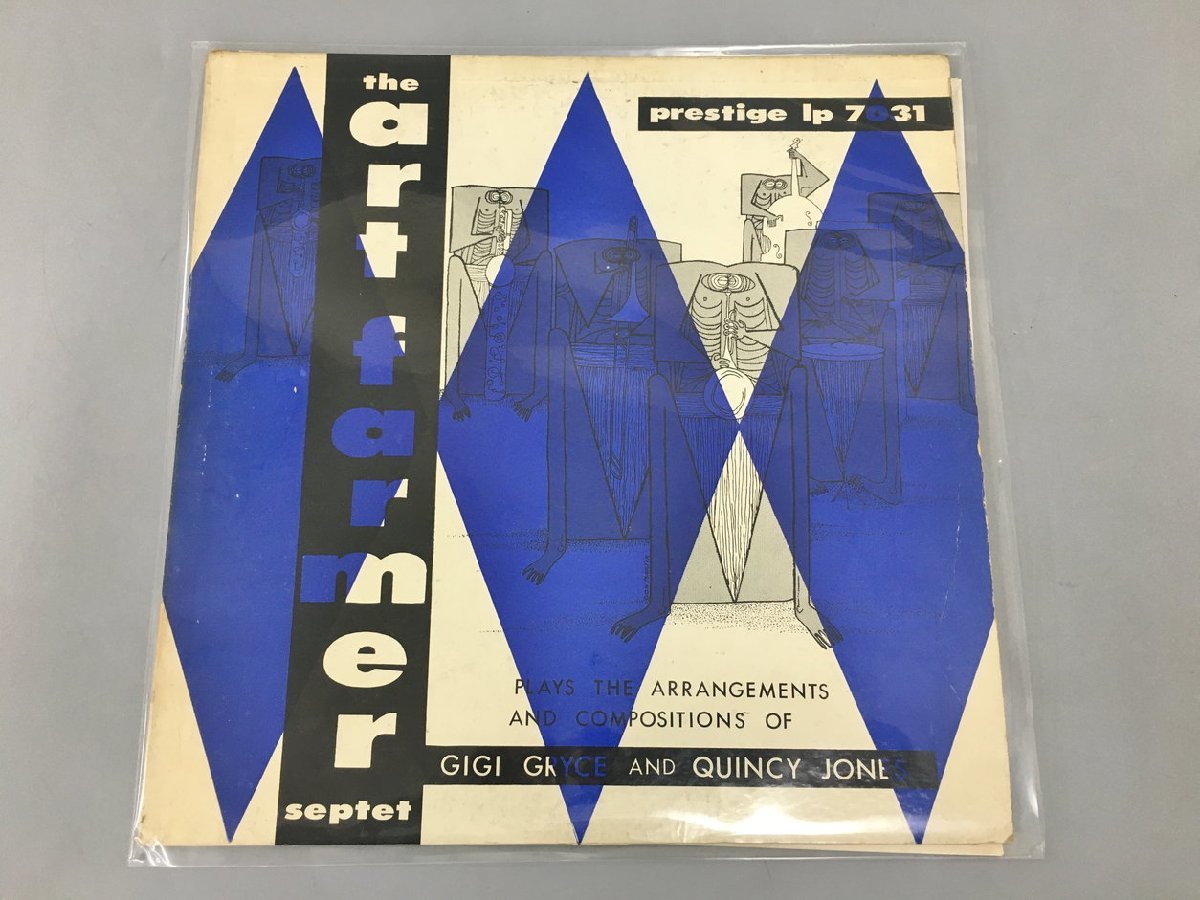 the
art
farmer
septet
prestige lp 7031
PLAYS THE ARRANGEMENTS
AND COMPOSITIONS OF
GIGI GRYCE AND QUINCY JONES